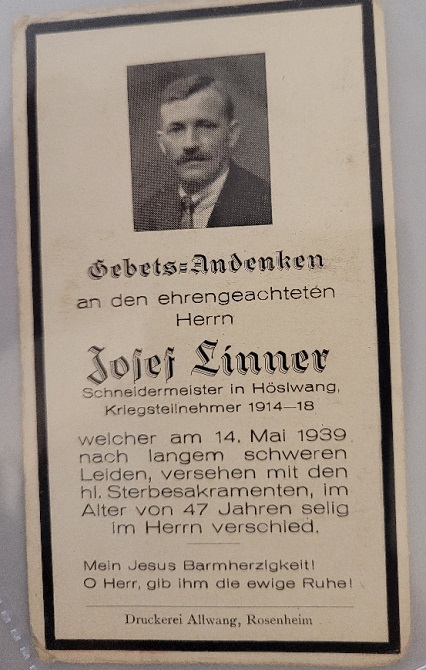 Gebets-Andenken
an den ehrengeachteten
Herrn
Josef Linner
Schneidermeister in Höslwang,
Kriegsteilnehmer 1914—18
welcher am 14. Mai 1939
nach langem schweren
Leiden, versehen mit den
hl. Sterbesakramenten, im
Alter von 47 Jahren selig
im Herrn verschied.
Mein Jesus Barmherzigkeit!
O Herr, gib ihm die ewige Ruhe!
Druckerei Allwang, Rosenheim